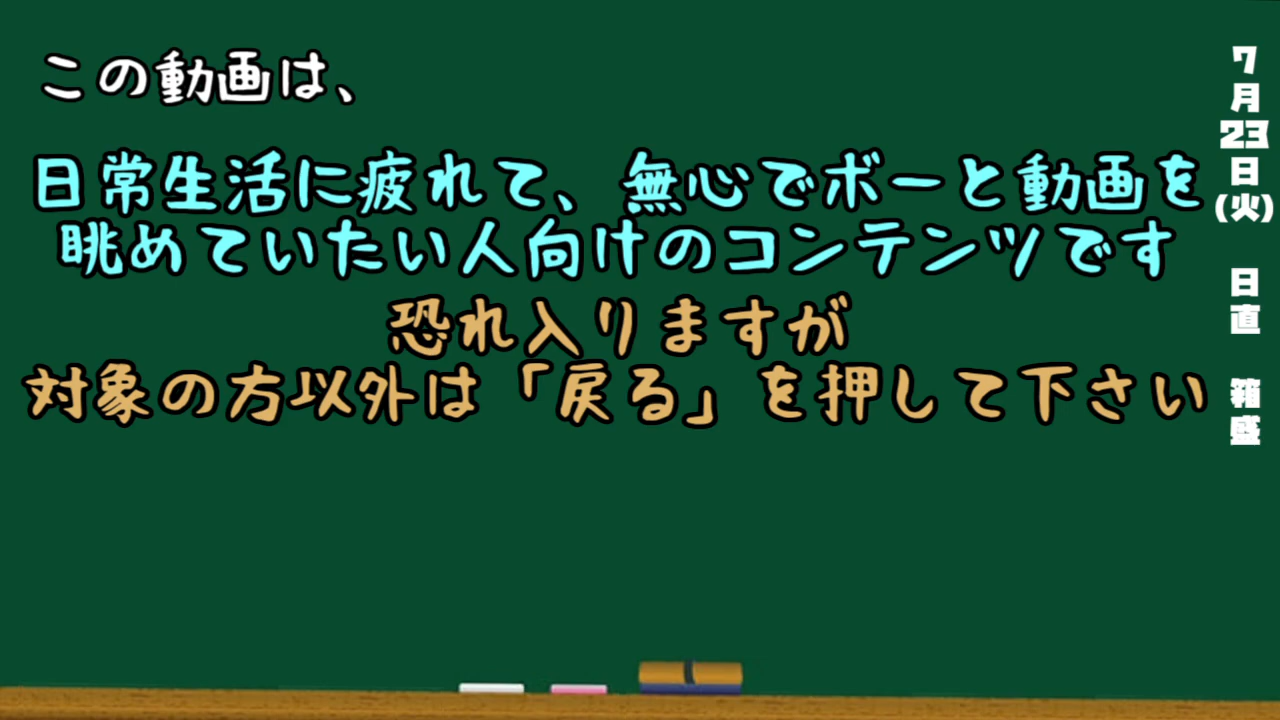 この動画は、
日常生活に疲れて、無心でボーと動画を
眺めていたい人向けのコンテンツです
恐れ入りますが
対象の方以外は「戻る」を押して下さい
7月23日(火) 日直 箱盛